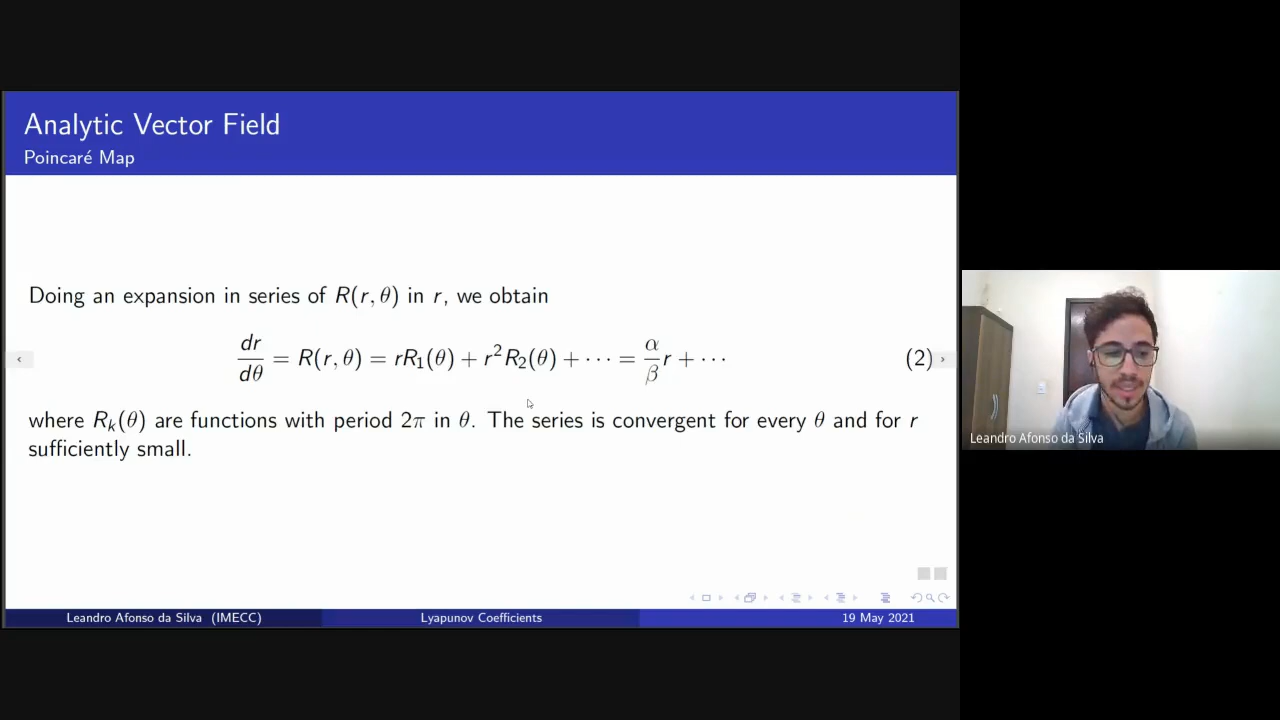 Analytic Vector Field
Poincaré Map
Doing an expansion in series of R(r, θ) in r, we obtain
dr/dθ = R(r, θ) = rR₁(θ) + r²R₂(θ) + ··· = α/β r + ··· (2)
where Rₖ(θ) are functions with period 2π in θ. The series is convergent for every θ and for r
sufficiently small.
Leandro Afonso da Silva
Leandro Afonso da Silva (IMECC)
Lyapunov Coefficients
19 May 2021